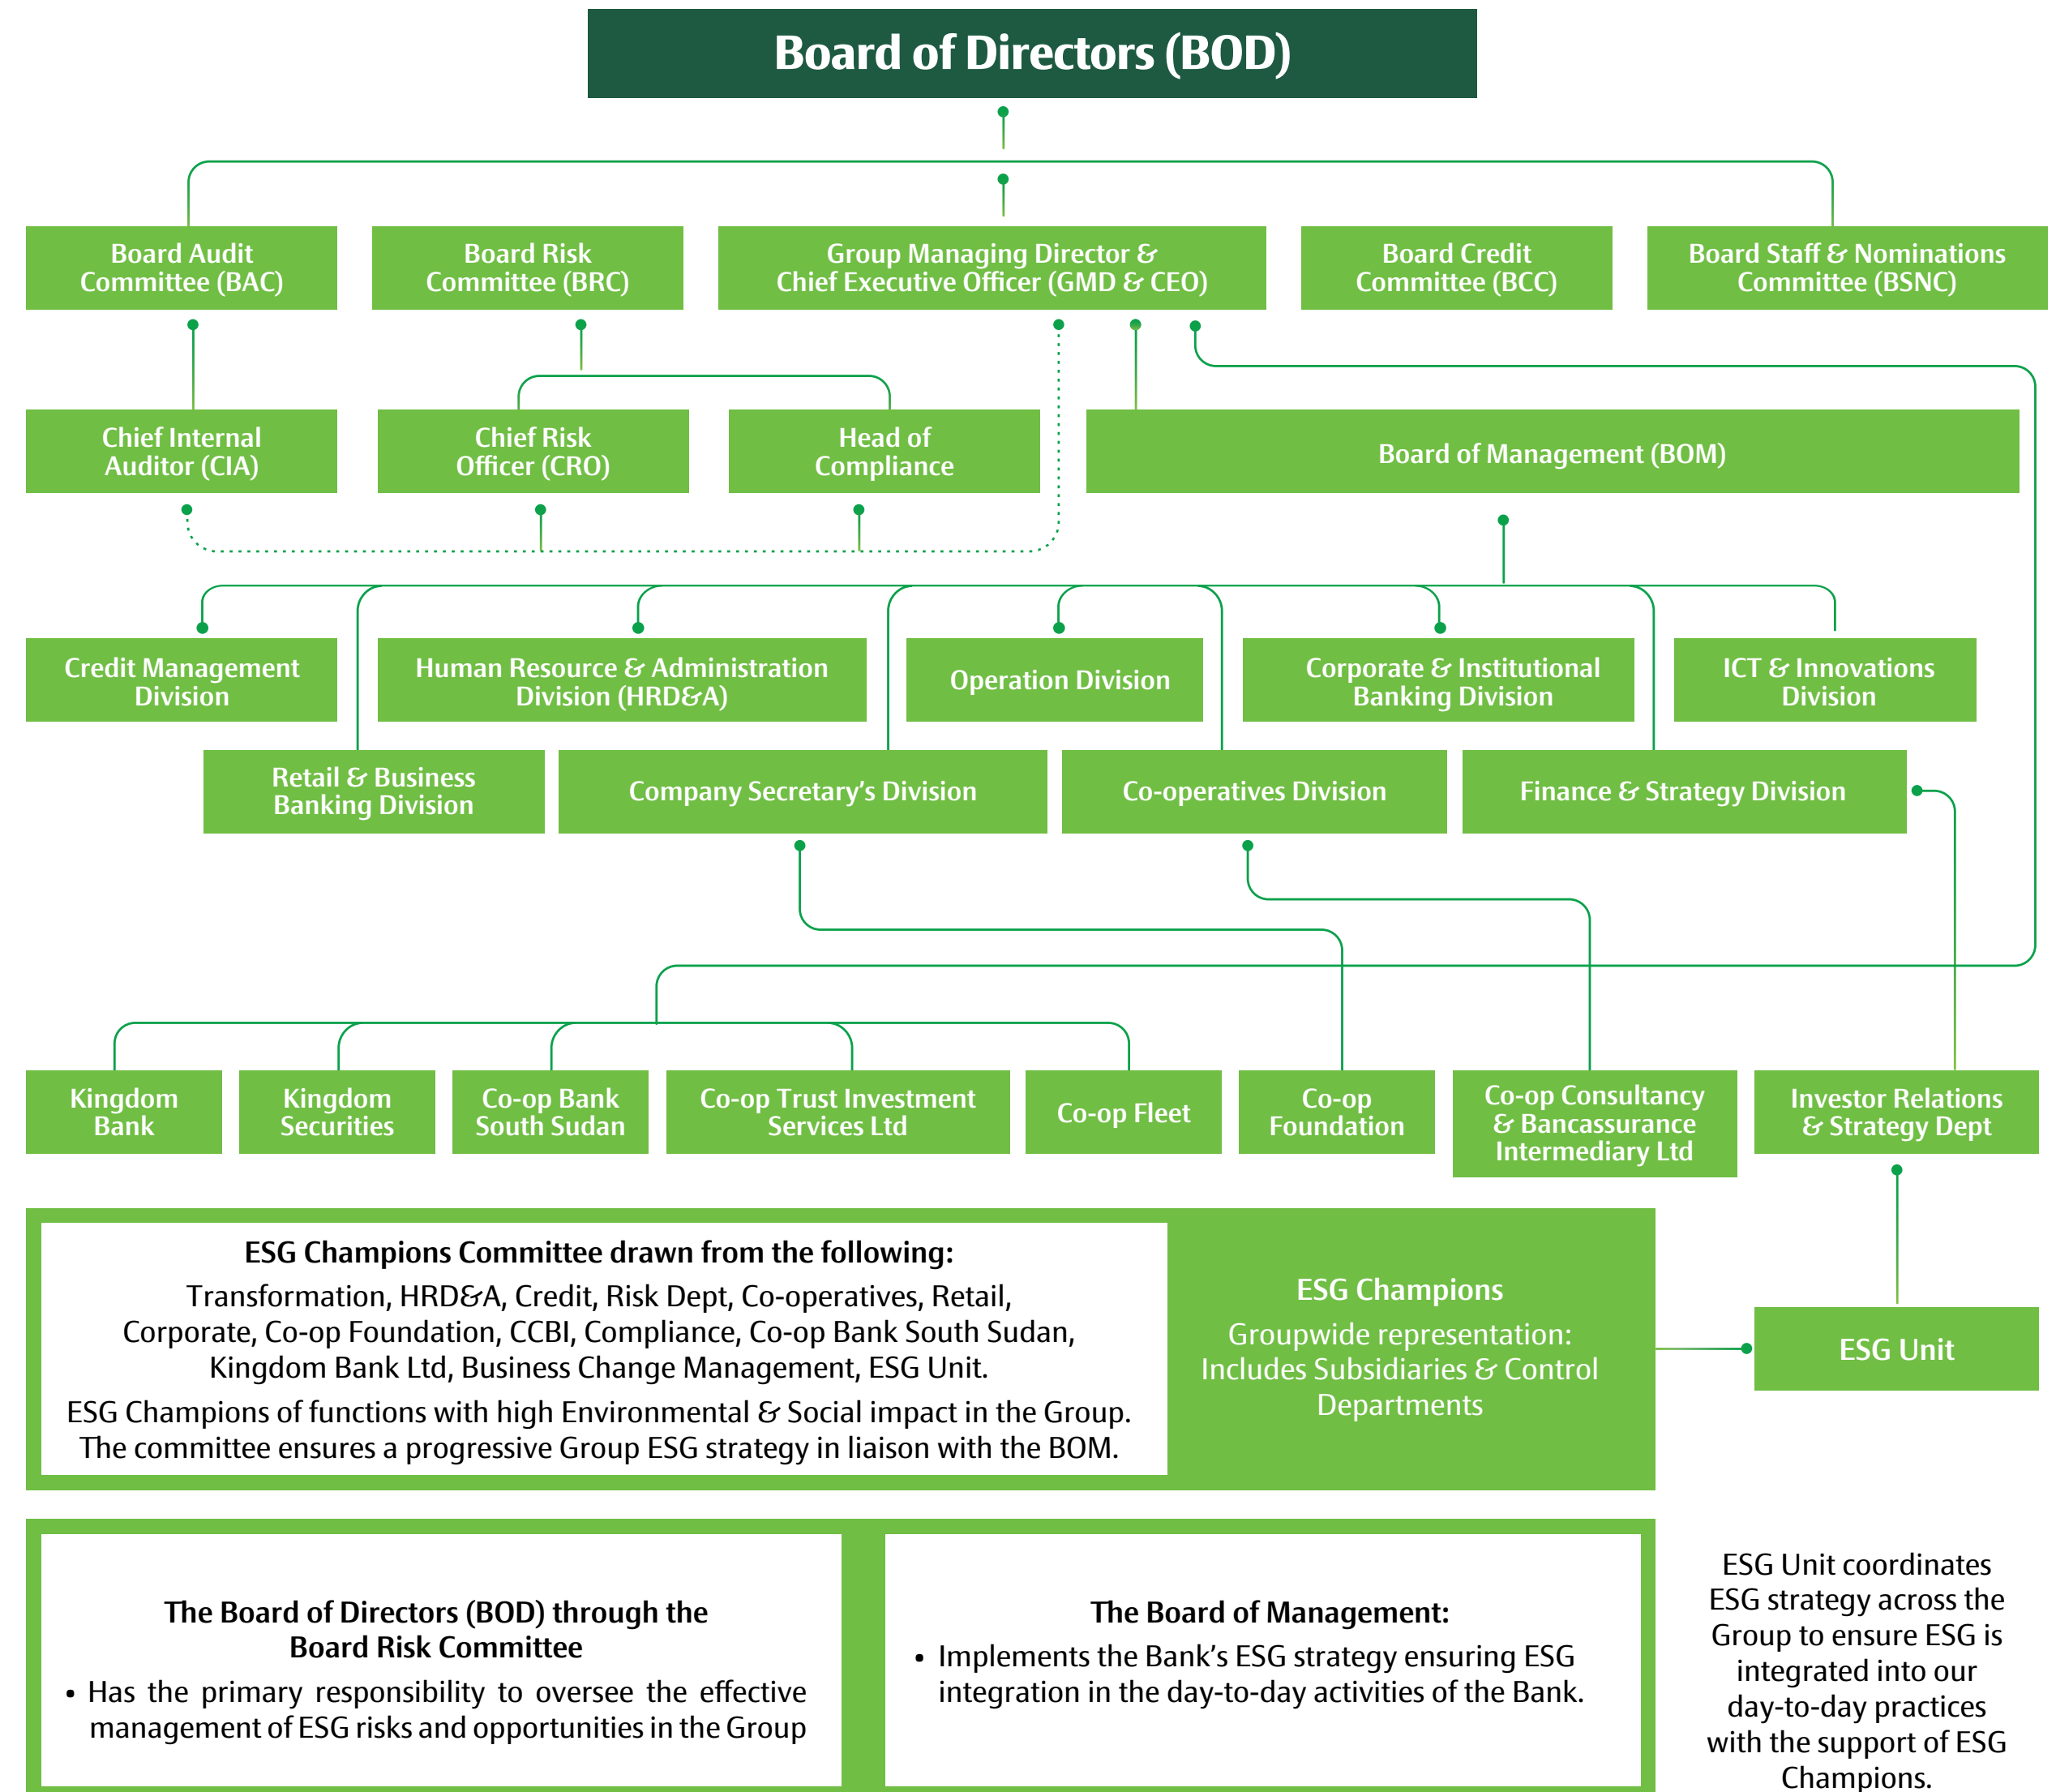 Board of Directors (BOD)
Board Audit
Committee (BAC)
Board Risk
Committee (BRC)
Group Managing Director &
Chief Executive Officer (GMD & CEO)
Board Credit
Committee (BCC)
Board Staff & Nominations
Committee (BSNC)
Chief Internal
Auditor (CIA)
Chief Risk
Officer (CRO)
Head of
Compliance
Board of Management (BOM)
Credit Management
Division
Human Resource & Administration
Division (HRD&A)
Operation Division
Corporate & Institutional
Banking Division
ICT & Innovations
Division
Retail & Business
Banking Division
Company Secretary’s Division
Co-operatives Division
Finance & Strategy Division
Kingdom
Bank
Kingdom
Securities
Co-op Bank
South Sudan
Co-op Trust Investment
Services Ltd
Co-op Fleet
Co-op
Foundation
Co-op Consultancy
& Bancassurance
Intermediary Ltd
Investor Relations
& Strategy Dept
ESG Champions Committee drawn from the following:
Transformation, HRD&A, Credit, Risk Dept, Co-operatives, Retail,
Corporate, Co-op Foundation, CCBI, Compliance, Co-op Bank South Sudan,
Kingdom Bank Ltd, Business Change Management, ESG Unit.
ESG Champions of functions with high Environmental & Social impact in the Group.
The committee ensures a progressive Group ESG strategy in liaison with the BOM.
ESG Champions
Groupwide representation:
Includes Subsidiaries & Control
Departments
ESG Unit
The Board of Directors (BOD) through the
Board Risk Committee
• Has the primary responsibility to oversee the effective
management of ESG risks and opportunities in the Group
The Board of Management:
• Implements the Bank’s ESG strategy ensuring ESG
integration in the day-to-day activities of the Bank.
ESG Unit coordinates
ESG strategy across the
Group to ensure ESG is
integrated into our
day-to-day practices
with the support of ESG
Champions.